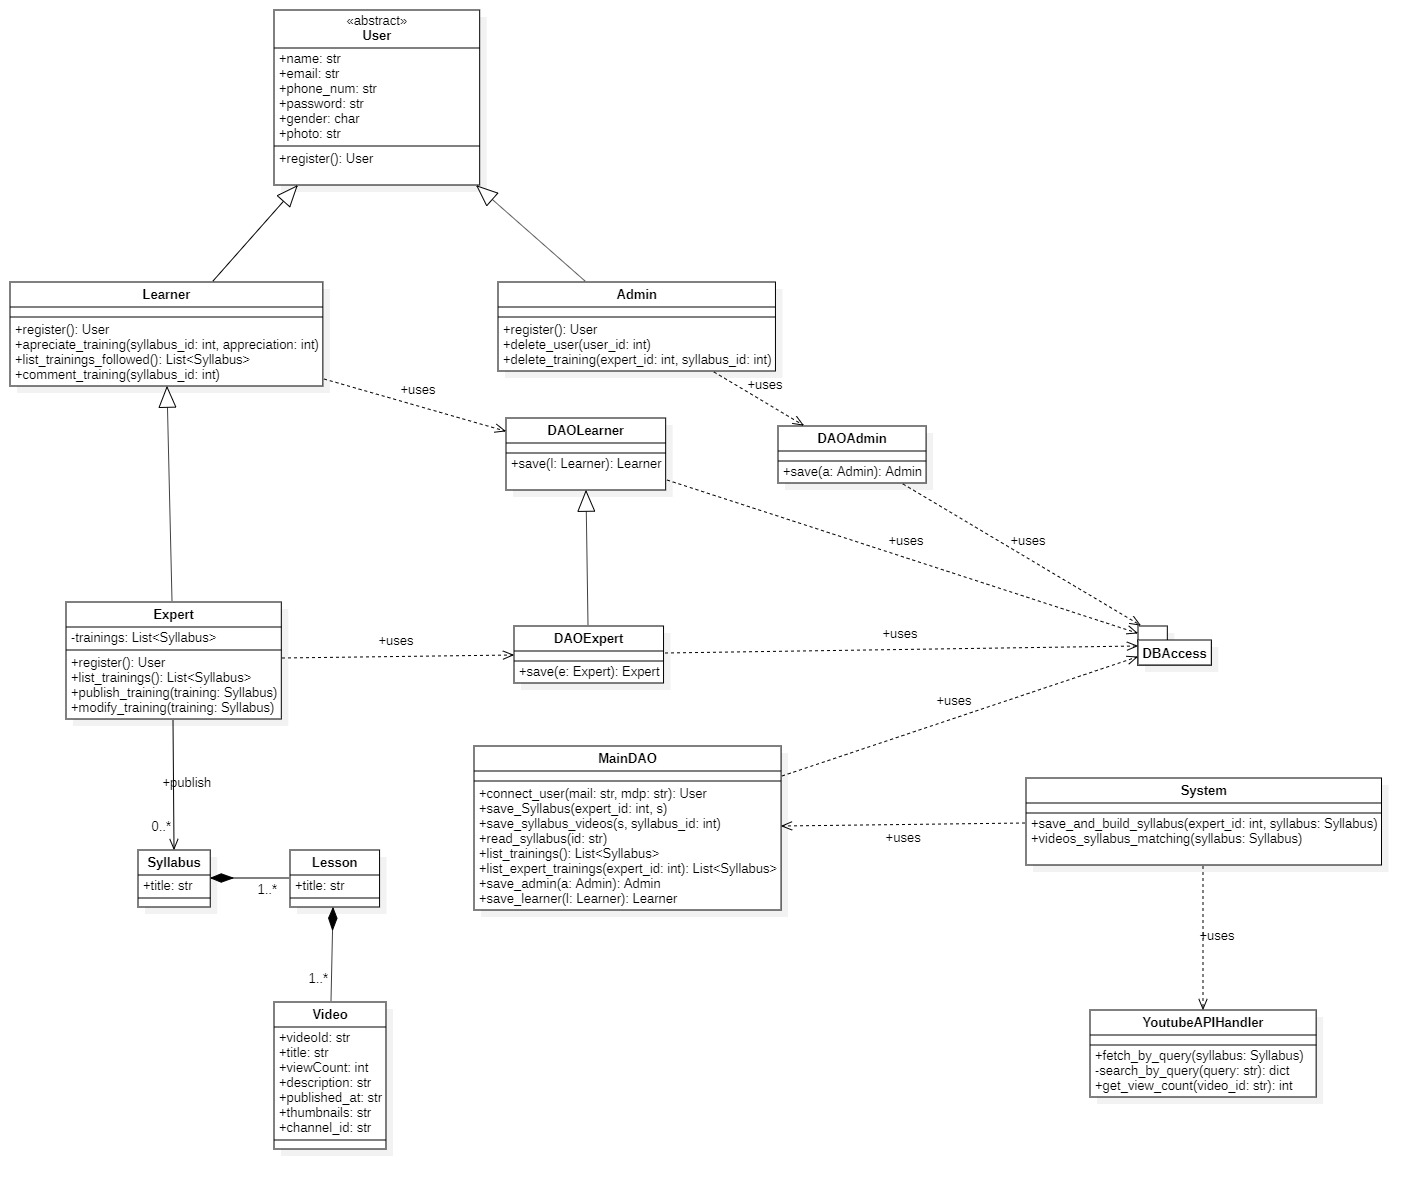 «abstract»
User
+name: str
+email: str
+phone_num: str
+password: str
+gender: char
+photo: str
+register(): User
Learner
+register(): User
+apreciate_training(syllabus_id: int, appreciation: int)
+list_trainings_followed(): List<Syllabus>
+comment_training(syllabus_id: int)
Admin
+register(): User
+delete_user(user_id: int)
+delete_training(expert_id: int, syllabus_id: int)
+uses
+uses
DAOLearner
+save(l: Learner): Learner
DAOAdmin
+save(a: Admin): Admin
+uses
+uses
Expert
-trainings: List<Syllabus>
+register(): User
+list_trainings(): List<Syllabus>
+publish_training(training: Syllabus)
+modify_training(training: Syllabus)
+uses
DAOExpert
+save(e: Expert): Expert
+uses
DBAccess
+uses
+publish
0..*
MainDAO
+connect_user(mail: str, mdp: str): User
+save_Syllabus(expert_id: int, s)
+save_syllabus_videos(s, syllabus_id: int)
+read_syllabus(id: str)
+list_trainings(): List<Syllabus>
+list_expert_trainings(expert_id: int): List<Syllabus>
+save_admin(a: Admin): Admin
+save_learner(l: Learner): Learner
+uses
System
+save_and_build_syllabus(expert_id: int, syllabus: Syllabus)
+videos_syllabus_matching(syllabus: Syllabus)
Syllabus
+title: str
1..*
Lesson
+title: str
1..*
+uses
Video
+videoId: str
+title: str
+viewCount: int
+description: str
+published_at: str
+thumbnails: str
+channel_id: str
YoutubeAPIHandler
+fetch_by_query(syllabus: Syllabus)
-search_by_query(query: str): dict
+get_view_count(video_id: str): int